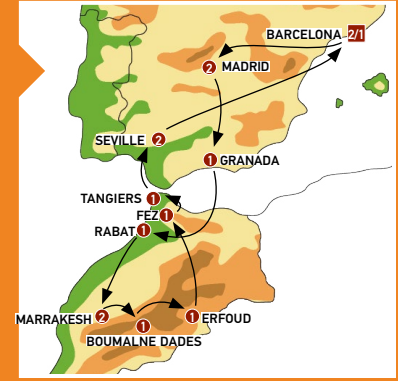 BARCELONA 2/1
2 MADRID
SEVILLE 2
1 GRANADA
TANGIERS 1
FEZ 1
RABAT 1
MARRAKESH 2
1 ERFOUD
1
BOUMALNE DADES